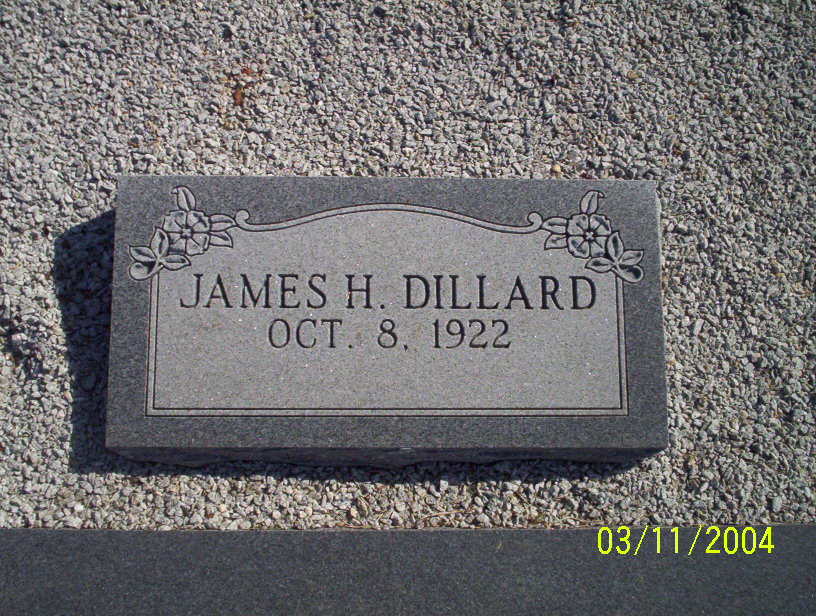 JAMES H. DILLARD
OCT. 8, 1922
03/11/2004